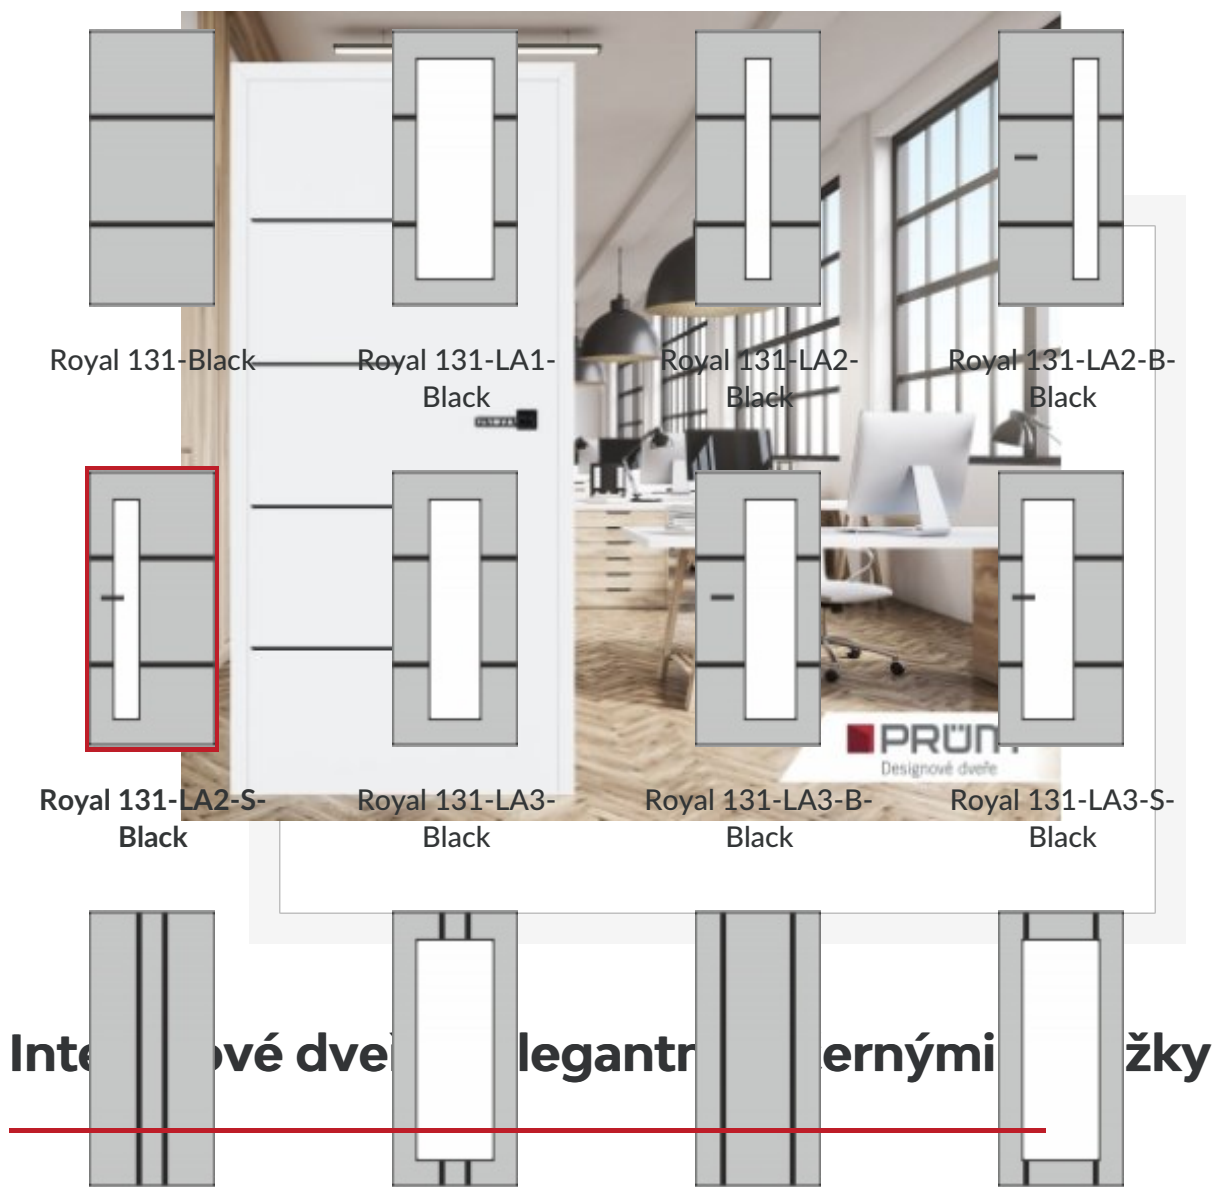 Royal 131-Black
Royal 131-LA1-
Black
Royal 131-LA2-
Black
Royal 131-LA2-B-
Black
PRÜM
Designové dveře
Royal 131-LA2-S-
Black
Royal 131-LA3-
Black
Royal 131-LA3-B-
Black
Royal 131-LA3-S-
Black